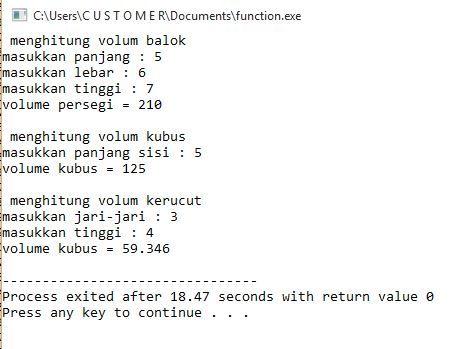 C:\Users\C U S T O M E R\Documents\function.exe
menghitung volum balok
masukkan panjang : 5
masukkan lebar : 6
masukkan tinggi : 7
volume persegi = 210
menghitung volum kubus
masukkan panjang sisi : 5
volume kubus = 125
menghitung volum kerucut
masukkan jari-jari : 3
masukkan tinggi : 4
volume kubus = 59.346
--------------------------------
Process exited after 18.47 seconds with return value 0
Press any key to continue . . .